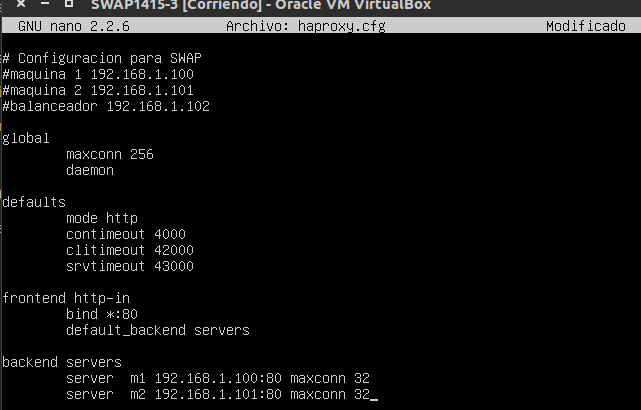 SWAP1415-3 [Corriendo] - Oracle VM VirtualBox
GNU nano 2.2.6 Archivo: haproxy.cfg Modificado
# Configuracion para SWAP
#maquina 1 192.168.1.100
#maquina 2 192.168.1.101
#balanceador 192.168.1.102
global
maxconn 256
daemon
defaults
mode http
contimeout 4000
clitimeout 42000
srvtimeout 43000
frontend http-in
bind *:80
default_backend servers
backend servers
server  m1 192.168.1.100:80 maxconn 32
server  m2 192.168.1.101:80 maxconn 32_